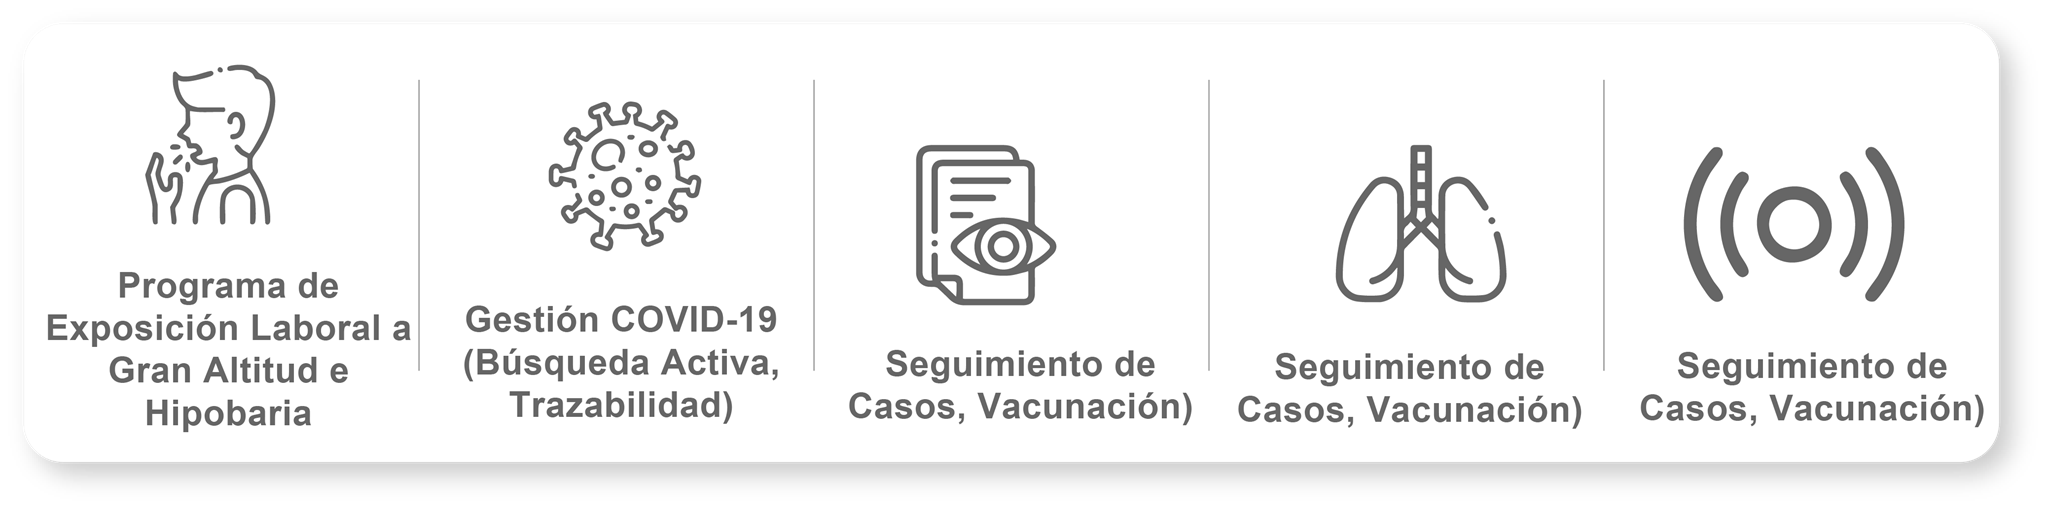 Programa de
Exposición Laboral a
Gran Altitud e
Hipobaria
Gestión COVID-19
(Búsqueda Activa,
Trazabilidad)
Seguimiento de
Casos, Vacunación)
Seguimiento de
Casos, Vacunación)
Seguimiento de
Casos, Vacunación)